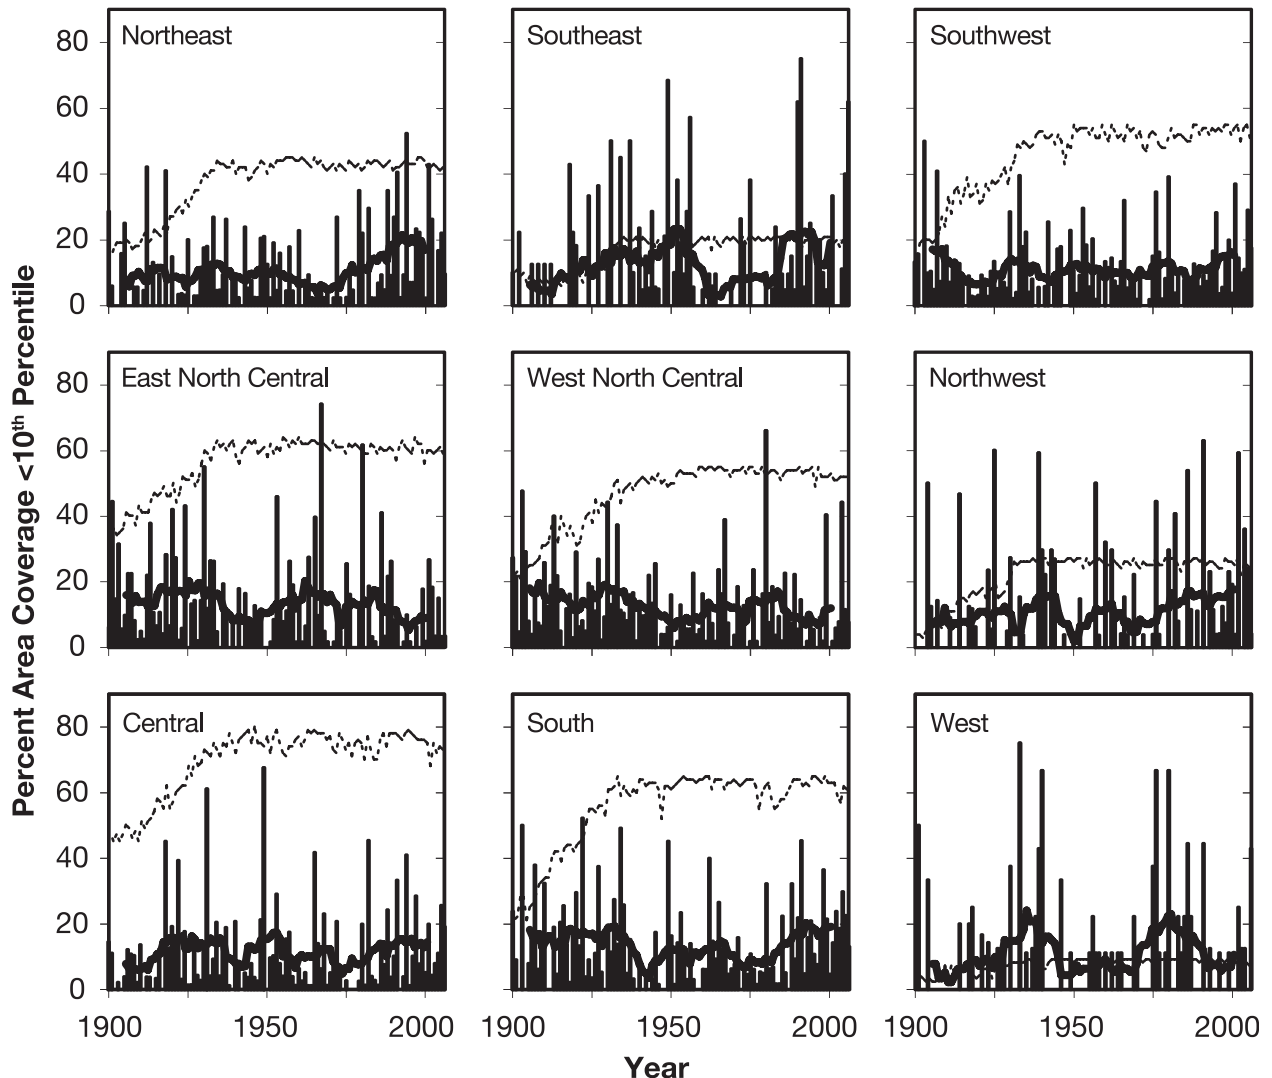 Northeast
Southeast
Southwest
80
60
40
20
0
East North Central
West North Central
Northwest
80
60
40
20
0
Central
South
West
80
60
40
20
0
1900 1950 2000 1900 1950 2000 1900 1950 2000
Year
Percent Area Coverage <10th Percentile